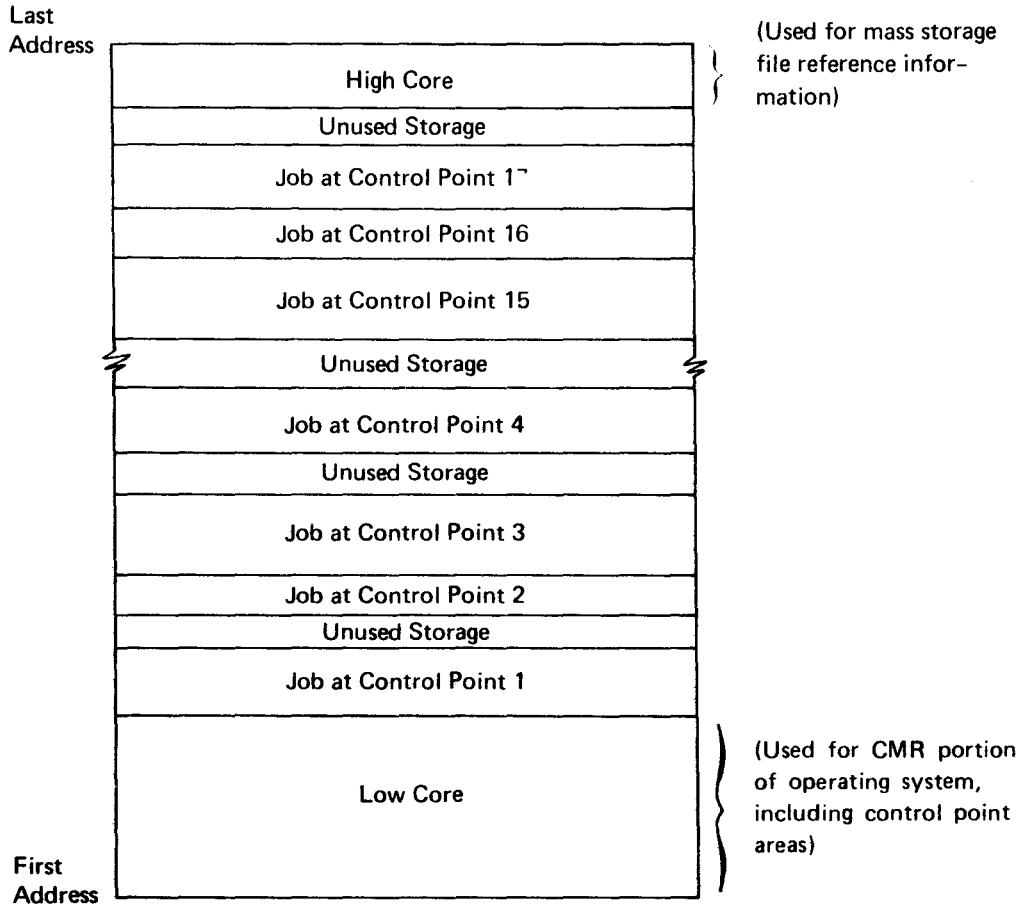 Last
Address
(Used for mass storage
file reference infor-
mation)
High Core
Unused Storage
Job at Control Point
Job at Control Point 16
Job at Control Point 15
Unused Storage
Job at Control Point 4
Unused Storage
Job at Control Point 3
Job at Control Point 2
Unused Storage
Job at Control Point 1
Low Core
(Used for CMR portion
of operating system,
including control point
areas)
First
Address